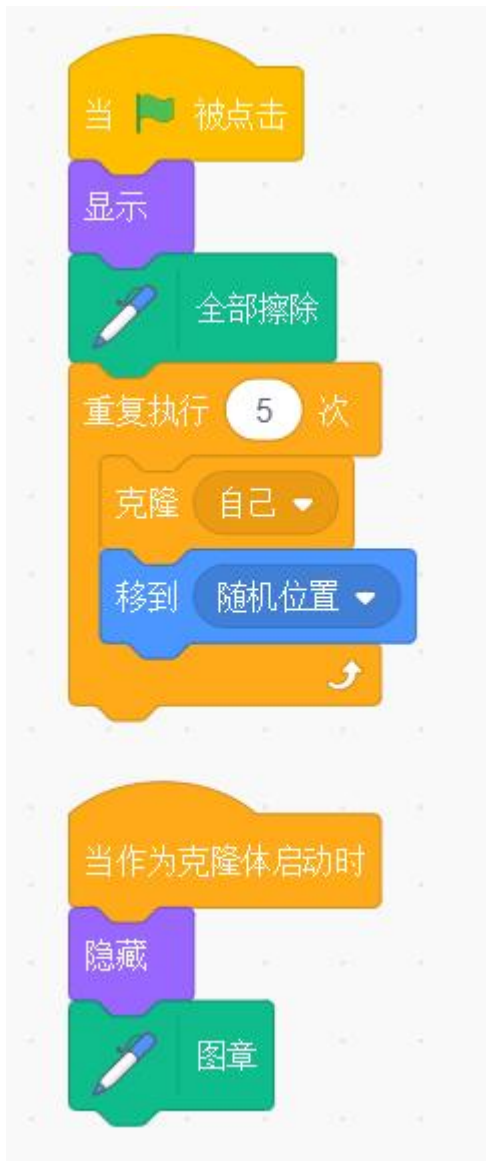 当 被点击
显示
全部擦除
重复执行 5 次
克隆 自己
移到 随机位置
当作为克隆体启动时
隐藏
图章